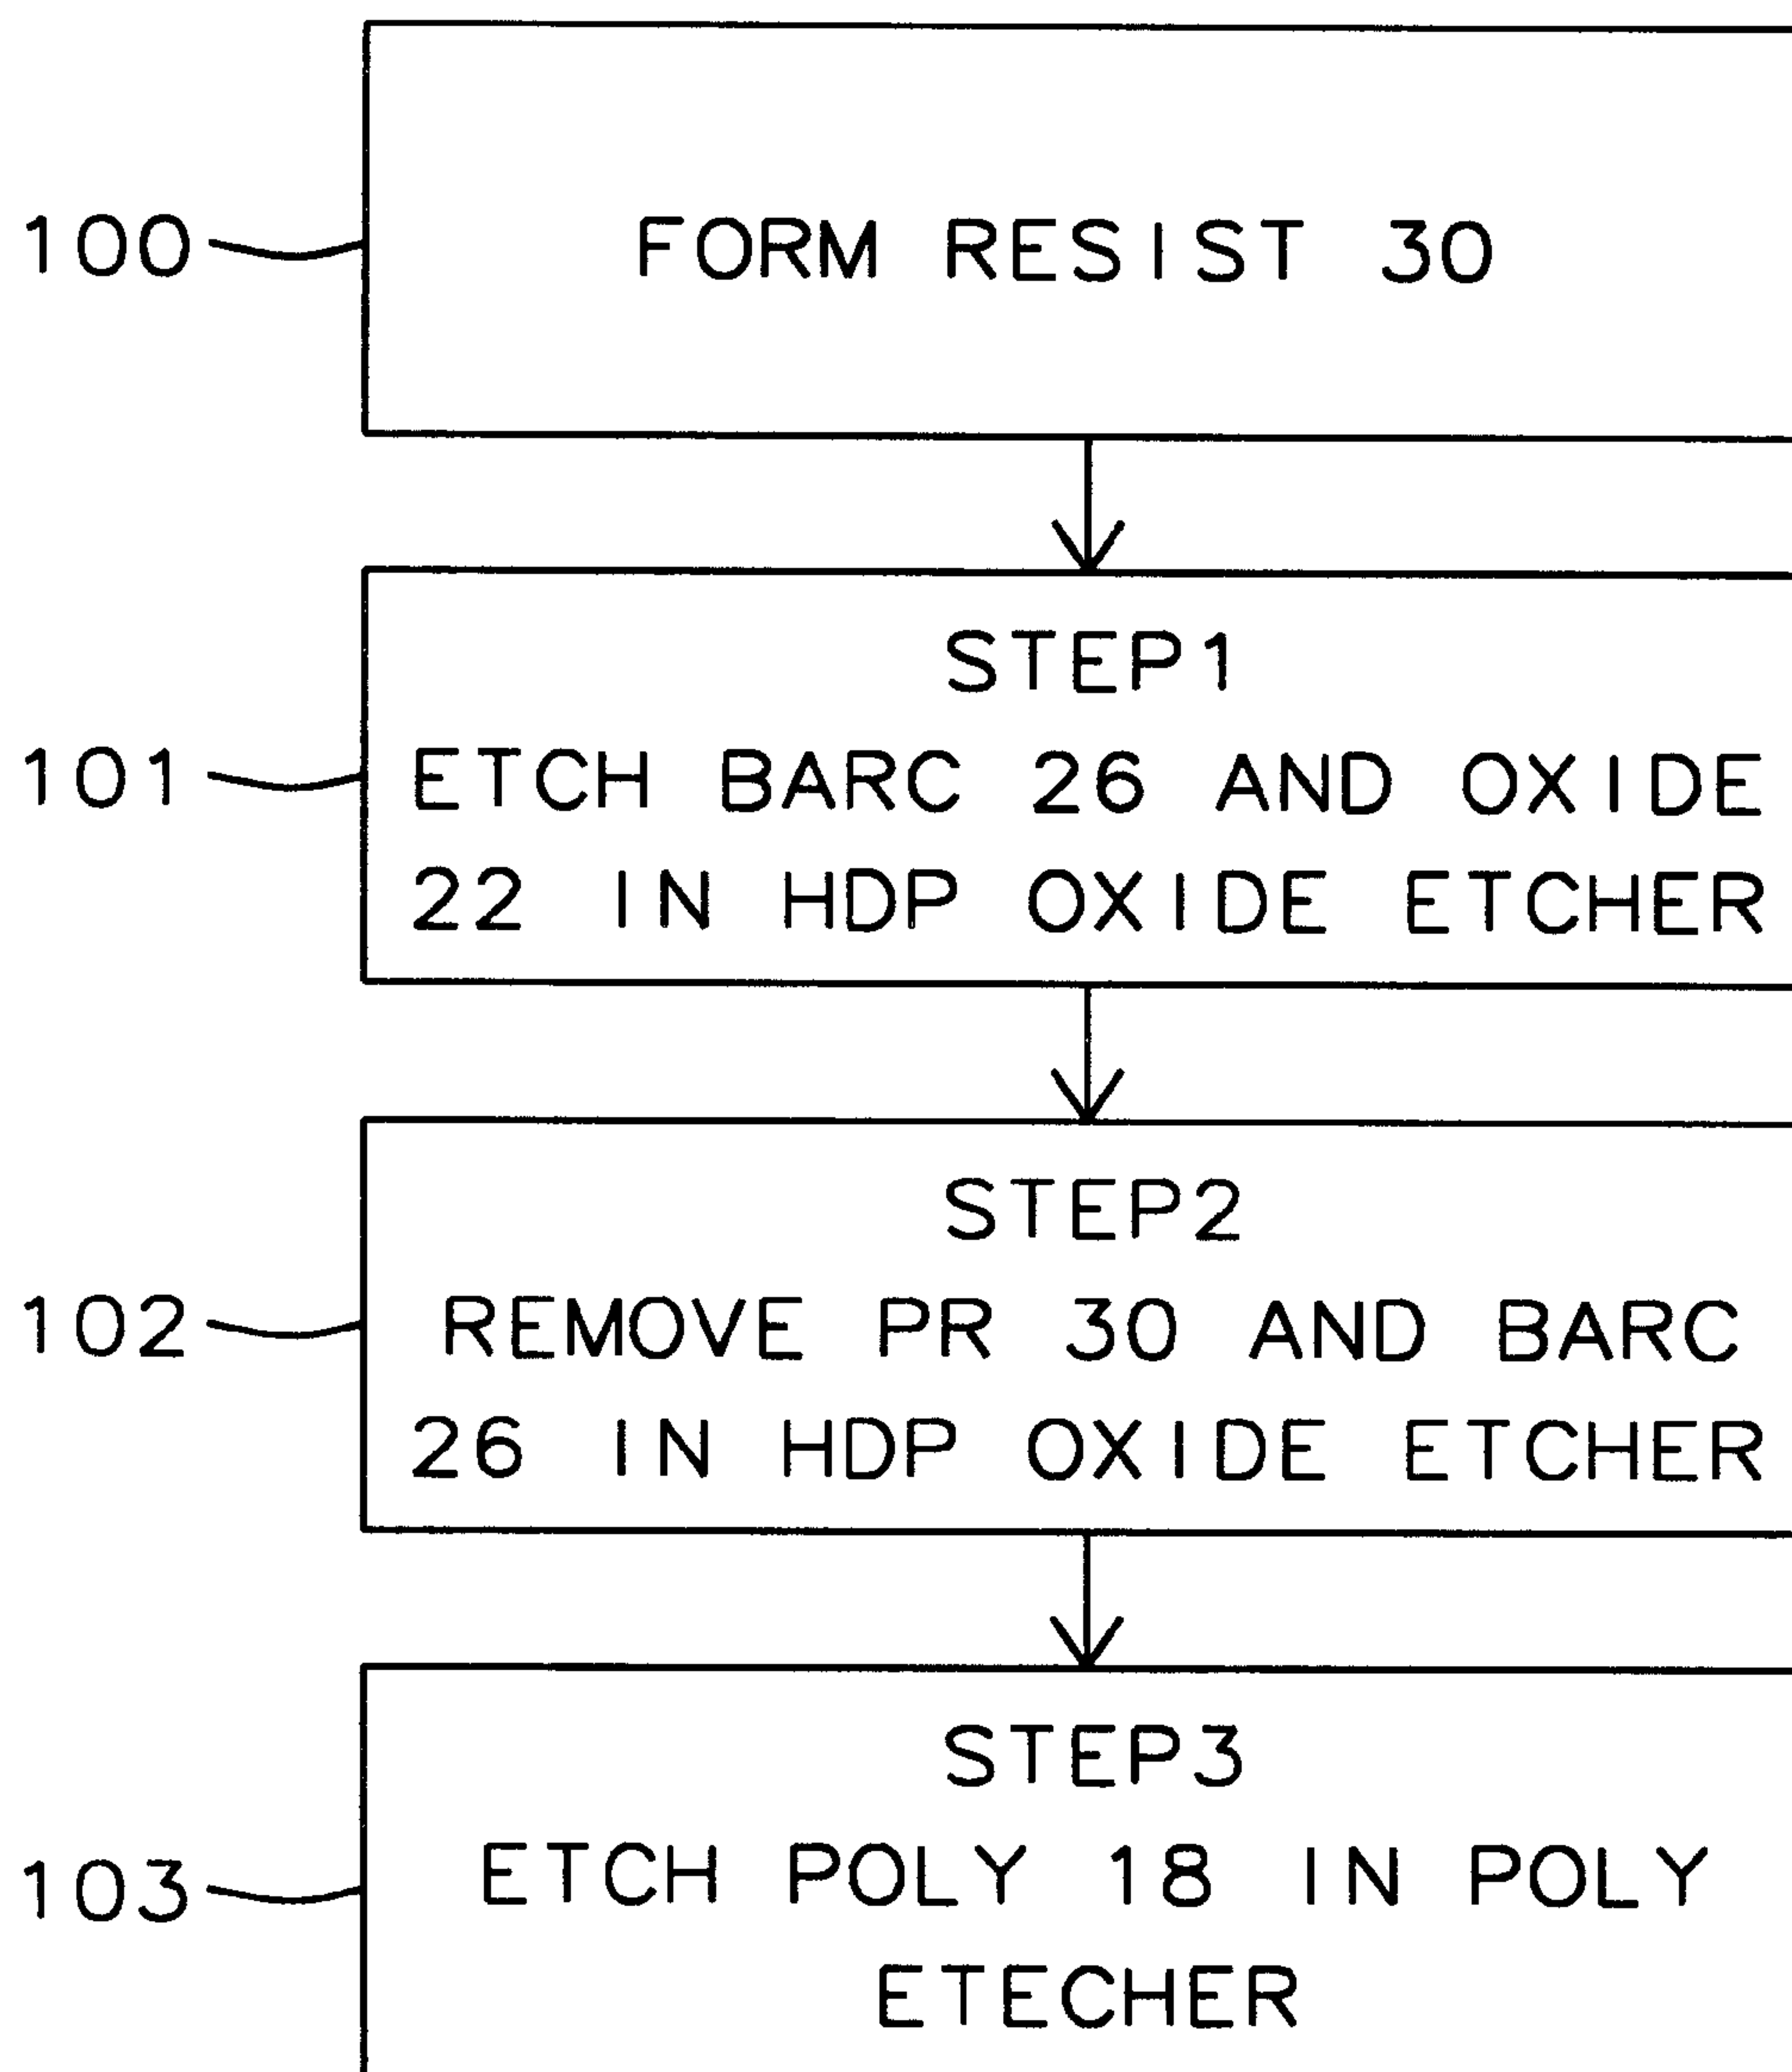 100
FORM RESIST 30
STEP1
101
ETCH BARC 26 AND OXIDE
22 IN HDP OXIDE ETCHER
STEP2
102
REMOVE PR 30 AND BARC
26 IN HDP OXIDE ETCHER
STEP3
103
ETCH POLY 18 IN POLY
ETECHER